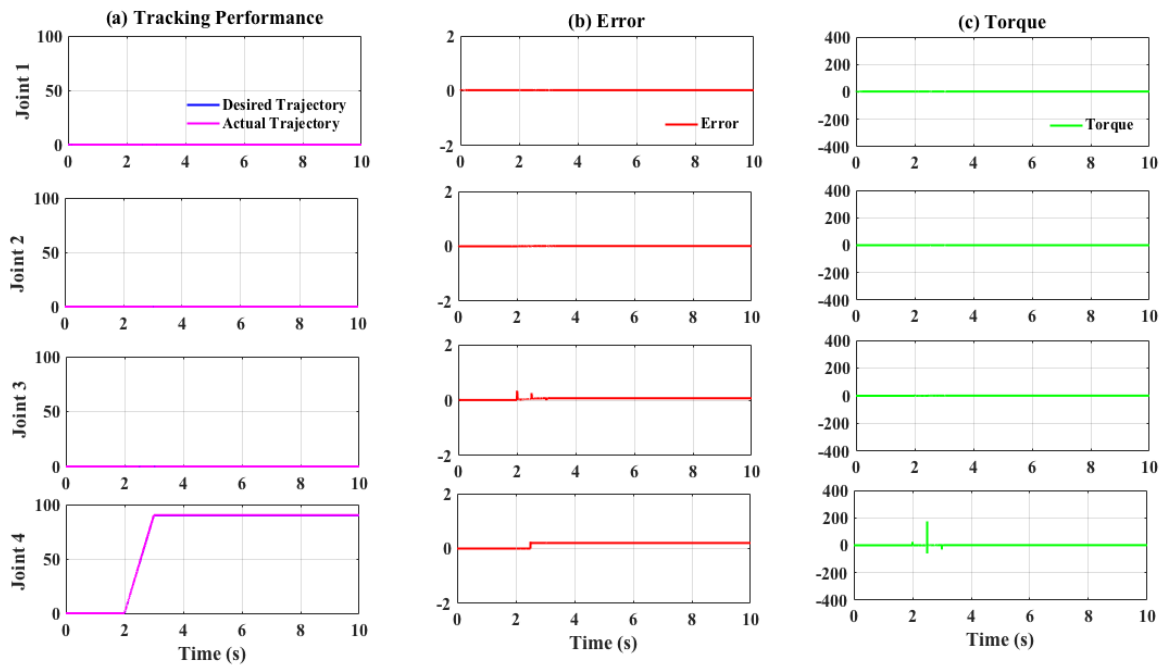 (a) Tracking Performance
(b) Error
(c) Torque
Joint 1
100
50
0
0 2 4 6 8 10
Desired Trajectory
Actual Trajectory
2
0
-2
0 2 4 6 8 10
Error
400
200
0
-200
-400
0 2 4 6 8 10
Torque
Joint 2
100
50
0
0 2 4 6 8 10
2
0
-2
0 2 4 6 8 10
400
200
0
-200
-400
0 2 4 6 8 10
Joint 3
100
50
0
0 2 4 6 8 10
2
0
-2
0 2 4 6 8 10
400
200
0
-200
-400
0 2 4 6 8 10
Joint 4
100
50
0
0 2 4 6 8 10
Time (s)
2
0
-2
0 2 4 6 8 10
Time (s)
400
200
0
-200
-400
0 2 4 6 8 10
Time (s)